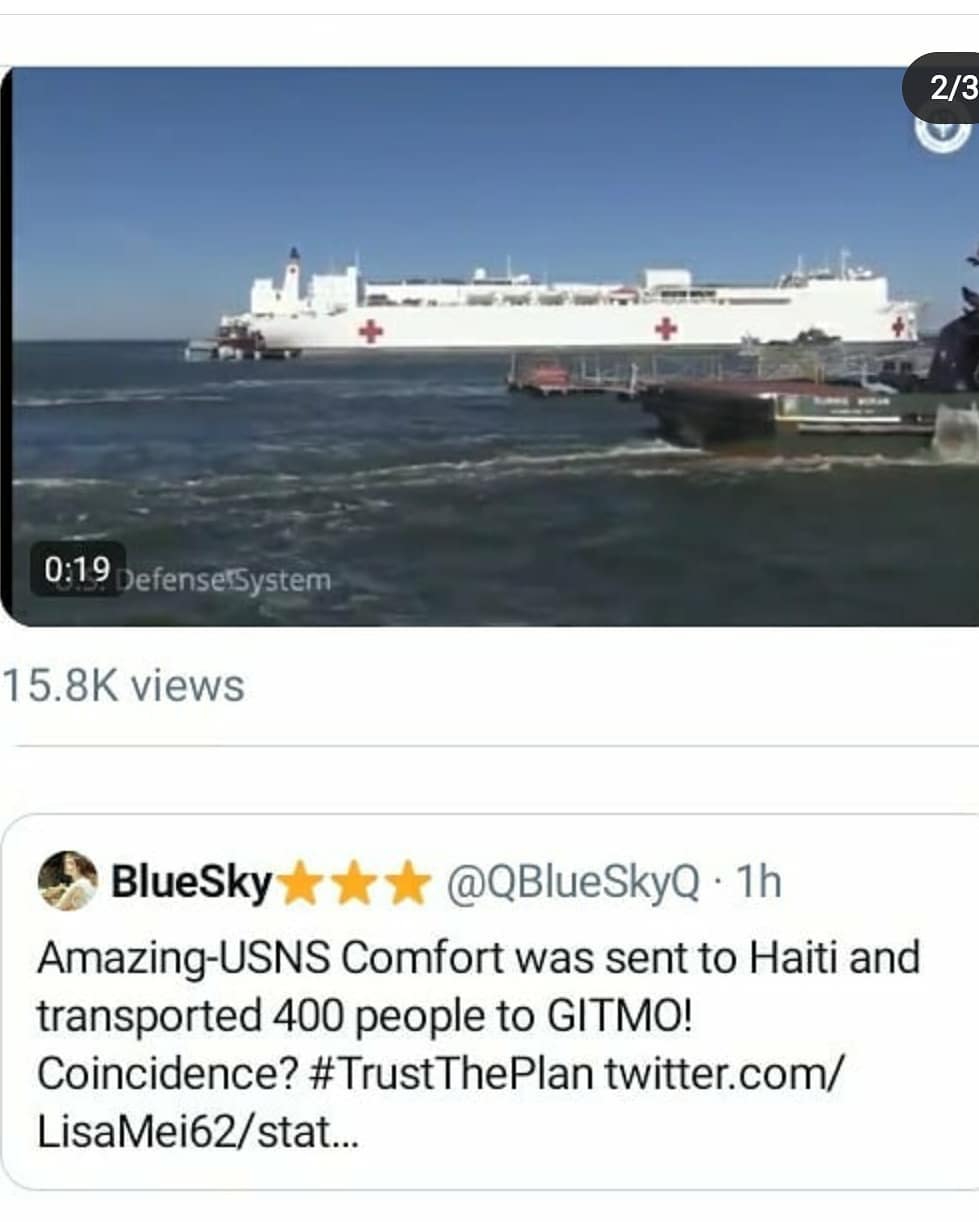 2/3
0:19
DefenseSystem
15.8K views
BlueSky⭐⭐⭐ @QBlueSkyQ · 1h
Amazing-USNS Comfort was sent to Haiti and
transported 400 people to GITMO!
Coincidence? #TrustThePlan twitter.com/
LisaMei62/stat...